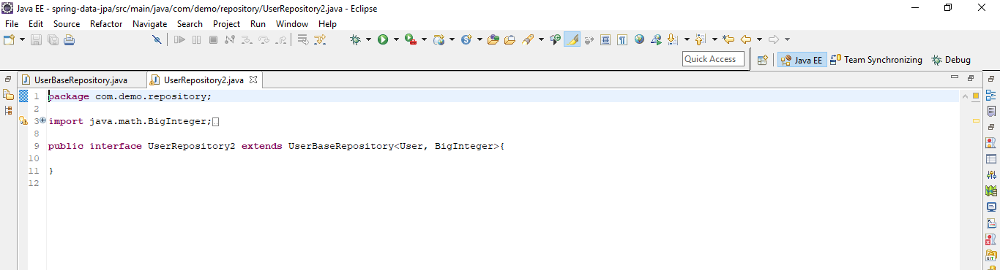 Java EE - spring-data-jpa/src/main/java/com/demo/repository/UserRepository2.java - Eclipse
File Edit Source Refactor Navigate Search Project Run Window Help
Quick Access Java EE Team Synchronizing Debug
UserBaseRepository.java UserRepository2.java
1 package com.demo.repository;
2
3 import java.math.BigInteger;
8
9 public interface UserRepository2 extends UserBaseRepository<User, BigInteger>{
10
11 }
12
GIT